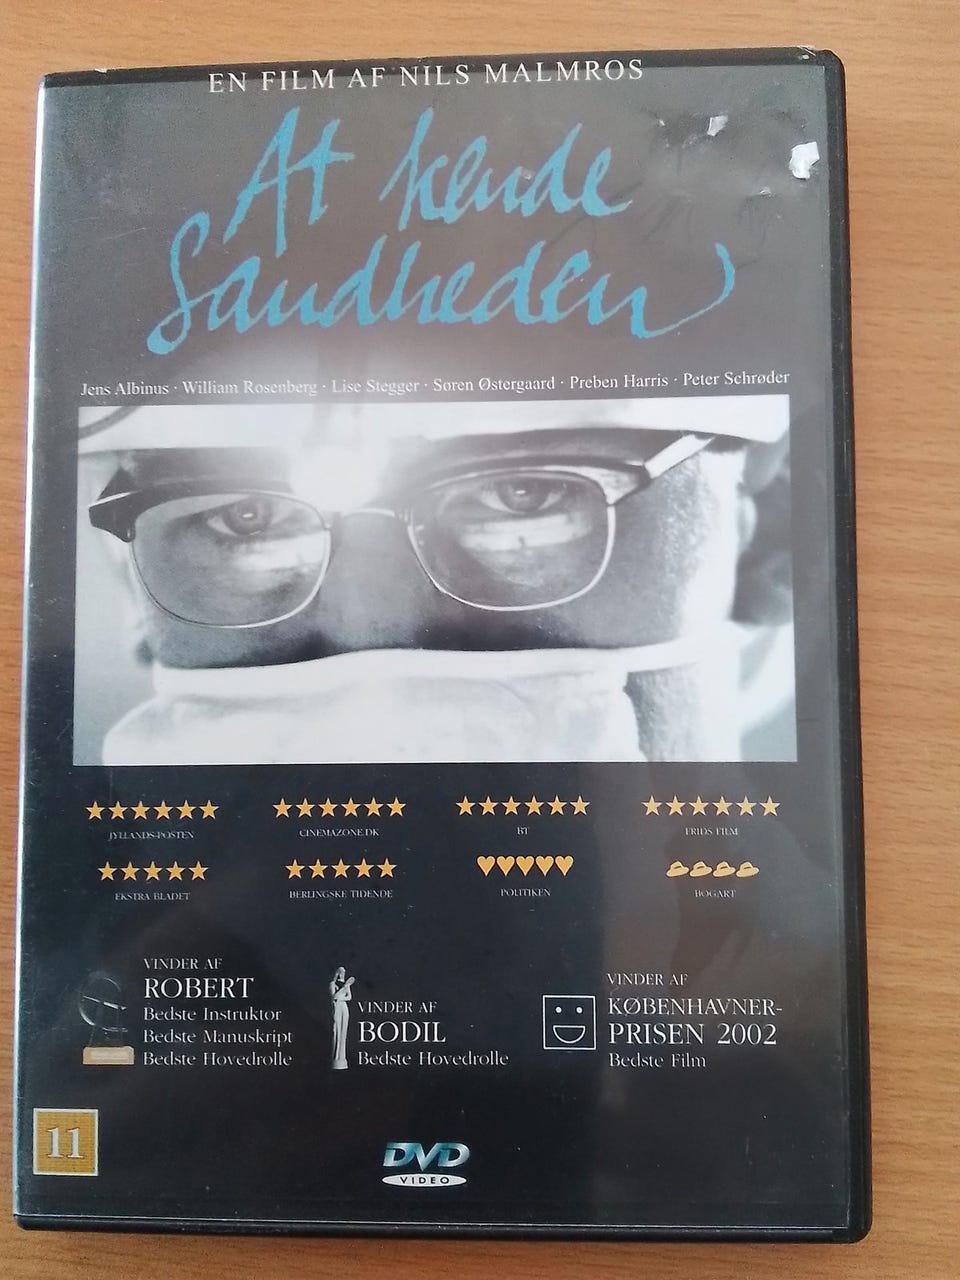 EN FILM AF NILS MALMROS
At kende
Sandheden
Jens Albinus · William Rosenberg · Lise Stegger · Søren Østergaard · Preben Harris · Peter Schrøder
JYLLANDS-POSTEN
CINEMAZONE.DK
BT
FRIDS FILM
EKSTRA BLADET
BERLINGSKE TIDENDE
POLITIKEN
BOGART
VINDER AF
ROBERT
Bedste Instruktor
Bedste Manuskript
Bedste Hovedrolle
VINDER AF
BODIL
Bedste Hovedrolle
VINDER AF
KØBENHAVNER-
PRISEN 2002
Bedste Film
11
DVD
VIDEO